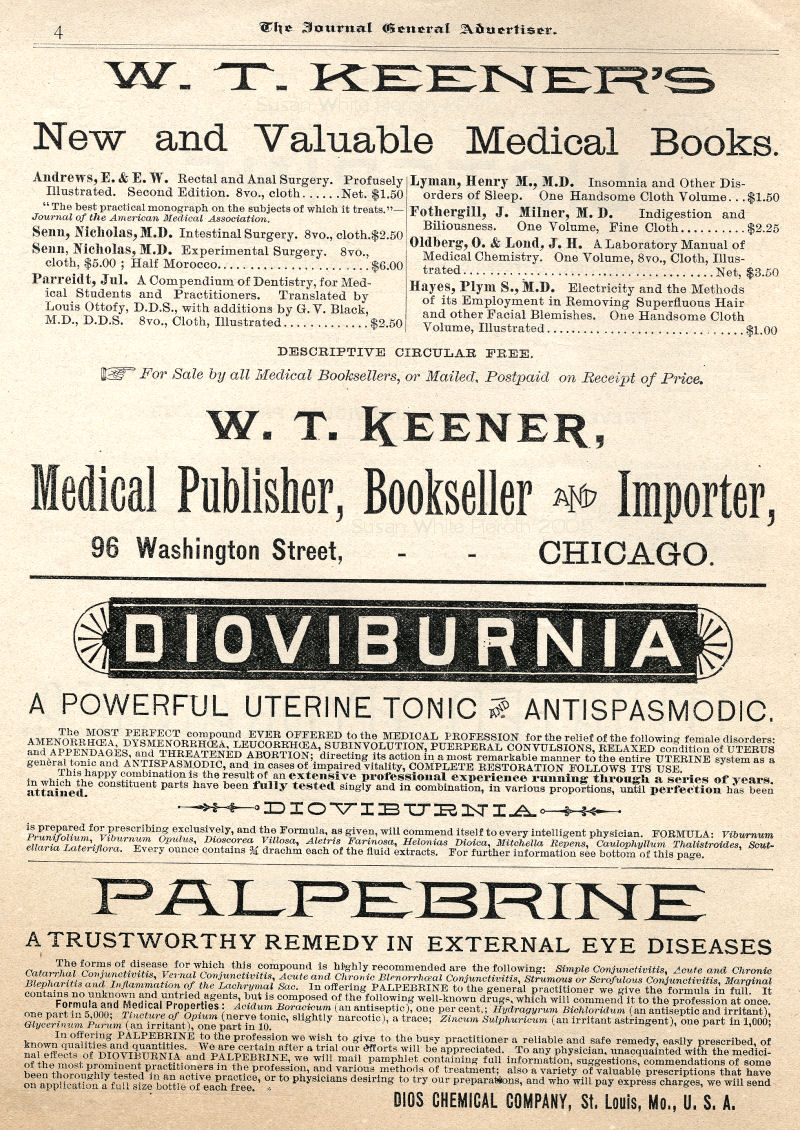 4
The Journal General Advertiser.
W. T. KEENER'S
New and Valuable Medical Books.
Andrews, E. & E. W. Rectal and Anal Surgery. Profusely
Illustrated. Second Edition. 8vo., cloth......Net. $1.50
"The best practical monograph on the subjects of which it treats."—
Journal of the American Medical Association.
Senn, Nicholas, M.D. Intestinal Surgery. 8vo., cloth.$2.50
Senn, Nicholas, M.D. Experimental Surgery. 8vo.,
cloth, $5.00 ; Half Morocco........................$6.00
Parreidt, Jul. A Compendium of Dentistry, for Med-
ical Students and Practitioners. Translated by
Louis Ottofy, D.D.S., with additions by G. V. Black,
M.D., D.D.S. 8vo., Cloth, Illustrated...............$2.50
Lyman, Henry M., M.D. Insomnia and Other Dis-
orders of Sleep. One Handsome Cloth Volume...$1.50
Fothergill, J. Milner, M. D. Indigestion and
Biliousness. One Volume, Fine Cloth..........$2.25
Oldberg, O. & Lond, J. H. A Laboratory Manual of
Medical Chemistry. One Volume, 8vo., Cloth, Illus-
trated.......................................Net, $3.50
Hayes, Plym S., M.D. Electricity and the Methods
of its Employment in Removing Superfluous Hair
and other Facial Blemishes. One Handsome Cloth
Volume, Illustrated..............................$1.00
DESCRIPTIVE CIRCULAR FREE.
☞ For Sale by all Medical Booksellers, or Mailed, Postpaid on Receipt of Price.
W. T. KEENER,
Medical Publisher, Bookseller AND Importer,
Susan White Pieroth 2008
96 Washington Street, - - CHICAGO.
DIOVIBURNIA
A POWERFUL UTERINE TONIC AND ANTISPASMODIC.
The MOST PERFECT compound EVER OFFERED to the MEDICAL PROFESSION for the relief of the following female disorders:
AMENORRHŒA, DYSMENORRHŒA, LEUCORRHŒA, SUBINVOLUTION, PUERPERAL CONVULSIONS, RELAXED condition of UTERUS
and APPENDAGES, and THREATENED ABORTION; directing its action in a most remarkable manner to the entire UTERINE system as a
general tonic and ANTISPASMODIC, and in cases of impaired vitality, COMPLETE RESTORATION FOLLOWS ITS USE.
This happy combination is the result of an extensive professional experience running through a series of years.
in which the constituent parts have been fully tested singly and in combination, in various proportions, until perfection has been
attained.
DIOVIBURNIA
is prepared for prescribing exclusively, and the Formula, as given, will commend itself to every intelligent physician. FORMULA: Viburnum
Prunifolium, Viburnum Opulus, Dioscorea Villosa, Aletris Farinosa, Helonias Dioica, Mitchella Repens, Caulophyllum Thalistroides, Scut-
ellaria Lateriflora. Every ounce contains ¾ drachm each of the fluid extracts. For further information see bottom of this page.
PALPEBRINE
A TRUSTWORTHY REMEDY IN EXTERNAL EYE DISEASES
The forms of disease for which this compound is highly recommended are the following: Simple Conjunctivitis, Acute and Chronic
Catarrhal Conjunctivitis, Vernal Conjunctivitis, Acute and Chronic Blenorrhœal Conjunctivitis, Strumous or Scrofulous Conjunctivitis, Marginal
Blepharitis and Inflammation of the Lachrymal Sac. In offering PALPEBRINE to the general practitioner we give the formula in full. It
contains no unknown and untried agents, but is composed of the following well-known drugs, which will commend it to the profession at once.
Formula and Medical Properties: Acidum Boracicum (an antiseptic), one per cent.; Hydragyrum Bichloridum (an antiseptic and irritant),
one part in 5,000; Tincture of Opium (nerve tonic, slightly narcotic), a trace; Zincum Sulphuricum (an irritant astringent), one part in 1,000;
Glycerinum Purum (an irritant), one part in 10.
In offering PALPEBRINE to the profession we wish to give to the busy practitioner a reliable and safe remedy, easily prescribed, of
known qualities and quantities. We are certain after a trial our efforts will be appreciated. To any physician, unacquainted with the medici-
nal effects of DIOVIBURNIA and PALPEBRINE, we will mail pamphlet containing full information, suggestions, commendations of some
of the most prominent practitioners in the profession, and various methods of treatment; also a variety of valuable prescriptions that have
been thoroughly tested in an active practice, or to physicians desiring to try our preparations, and who will pay express charges, we will send
on application a full size bottle of each free.
DIOS CHEMICAL COMPANY, St. Louis, Mo., U. S. A.